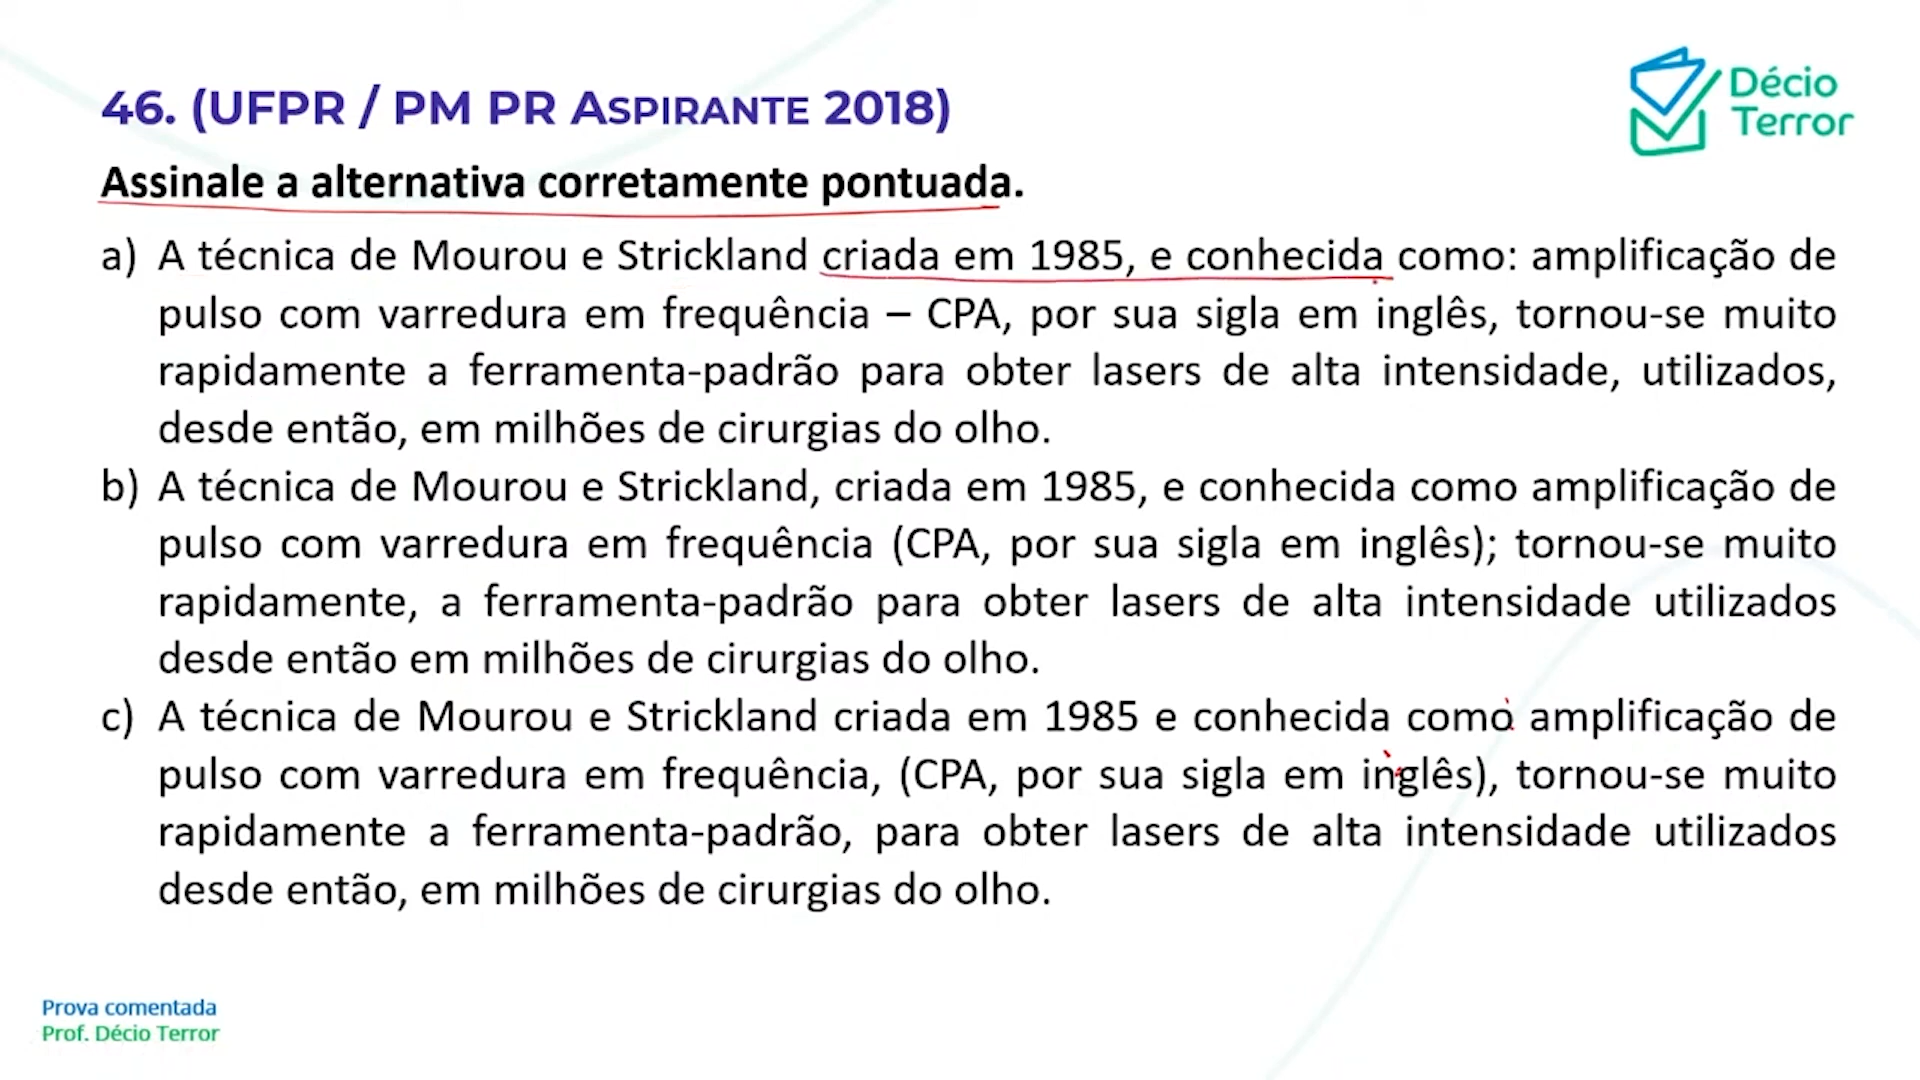 46. (UFPR / PM PR ASPIRANTE 2018)
Décio
Terror
Assinale a alternativa corretamente pontuada.
a) A técnica de Mourou e Strickland criada em 1985, e conhecida como: amplificação de
pulso com varredura em frequência – CPA, por sua sigla em inglês, tornou-se muito
rapidamente a ferramenta-padrão para obter lasers de alta intensidade, utilizados,
desde então, em milhões de cirurgias do olho.
b) A técnica de Mourou e Strickland, criada em 1985, e conhecida como amplificação de
pulso com varredura em frequência (CPA, por sua sigla em inglês); tornou-se muito
rapidamente, a ferramenta-padrão para obter lasers de alta intensidade utilizados
desde então em milhões de cirurgias do olho.
c) A técnica de Mourou e Strickland criada em 1985 e conhecida como amplificação de
pulso com varredura em frequência, (CPA, por sua sigla em inglês), tornou-se muito
rapidamente a ferramenta-padrão, para obter lasers de alta intensidade utilizados
desde então, em milhões de cirurgias do olho.
Prova comentada
Prof. Décio Terror